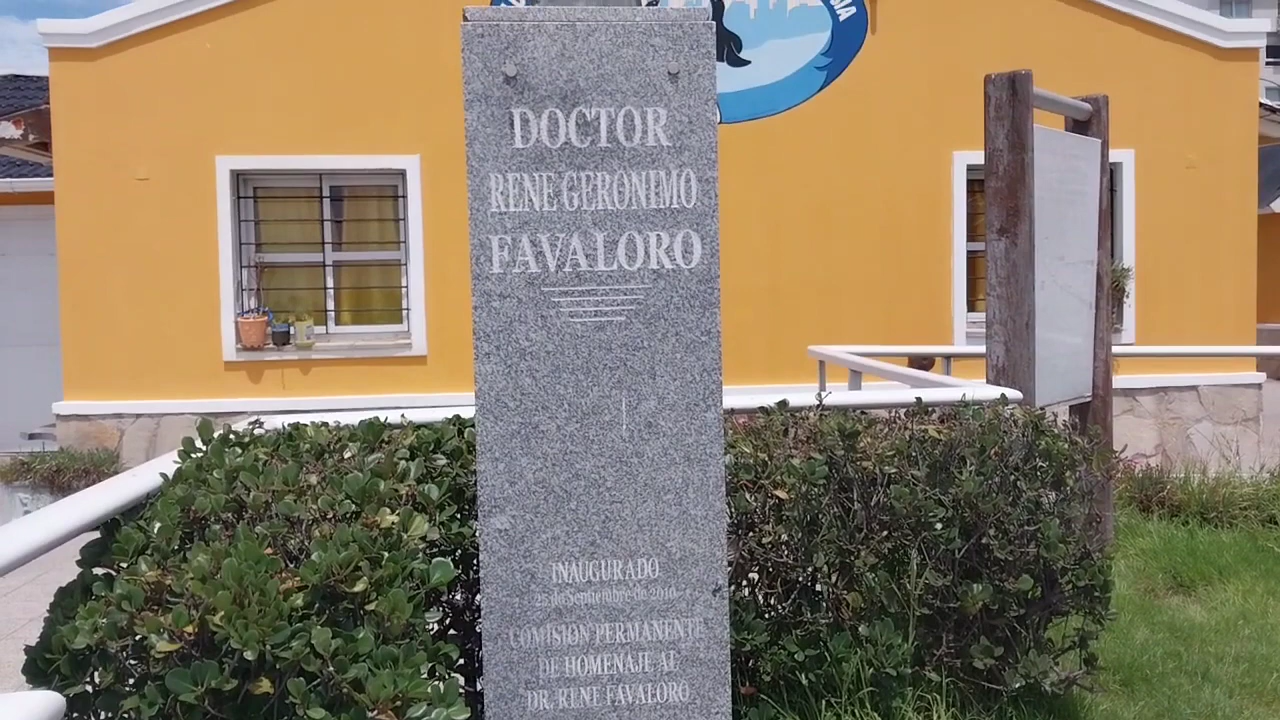 DOCTOR
RENE GERONIMO
FAVALORO
INAUGURADO
25 de Septiembre de 2010
COMISION PERMANENTE
DE HOMENAJE AL
DR. RENE FAVALORO